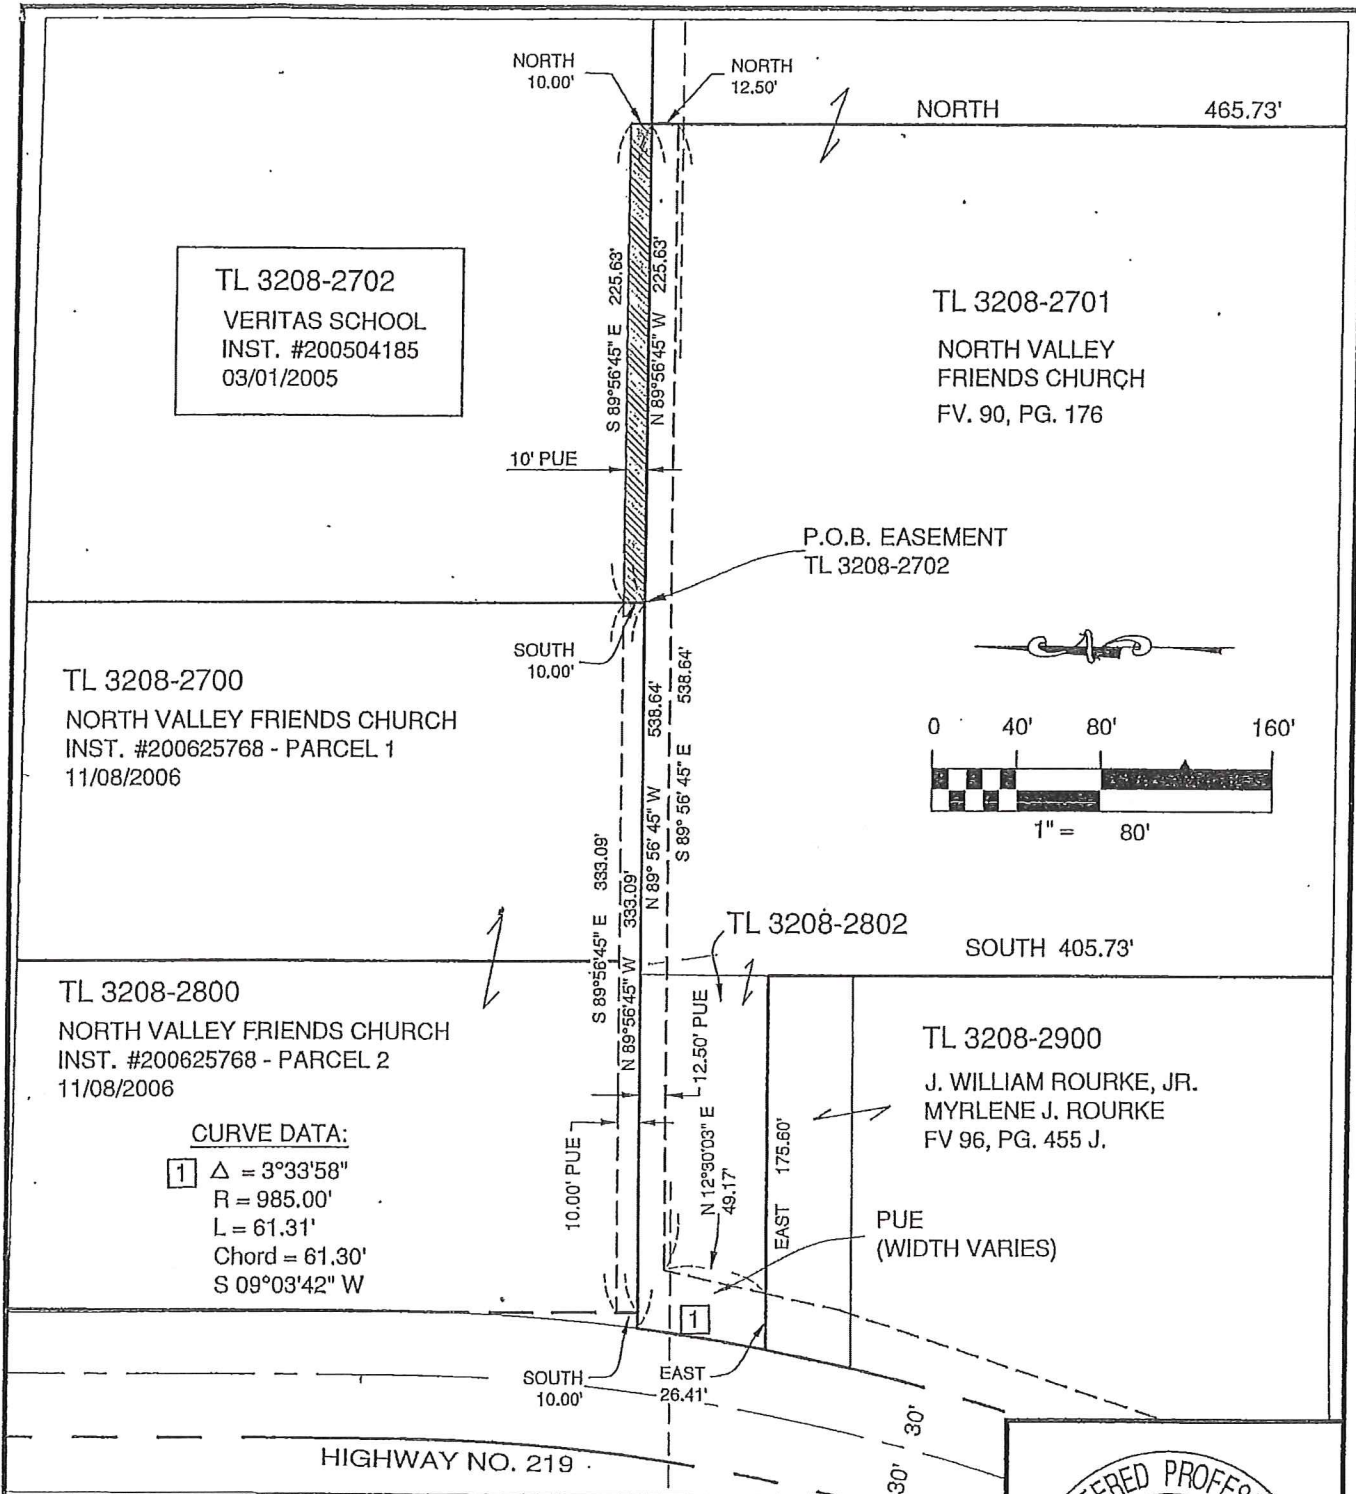 NORTH
10.00'
NORTH
12.50'
NORTH 465.73'
TL 3208-2702
VERITAS SCHOOL
INST. #200504185
03/01/2005
S 89°56'45" E 225.63'
N 89°56'45" W 225.63'
TL 3208-2701
NORTH VALLEY
FRIENDS CHURCH
FV. 90, PG. 176
10' PUE
P.O.B. EASEMENT
TL 3208-2702
SOUTH
10.00'
TL 3208-2700
NORTH VALLEY FRIENDS CHURCH
INST. #200625768 - PARCEL 1
11/08/2006
N 89° 56' 45" W 538.64'
S 89° 56' 45" E 538.64'
0 40' 80' 160'
1" = 80'
S 89°56'45" E 333.09'
N 89°56'45" W 333.09'
TL 3208-2802
SOUTH 405.73'
TL 3208-2800
NORTH VALLEY FRIENDS CHURCH
INST. #200625768 - PARCEL 2
11/08/2006
12.50' PUE
TL 3208-2900
J. WILLIAM ROURKE, JR.
MYRLENE J. ROURKE
FV 96, PG. 455 J.
CURVE DATA:
1 Δ = 3°33'58"
R = 985.00'
L = 61.31'
Chord = 61.30'
S 09°03'42" W
10.00' PUE
N 12°30'03" E
49.17'
EAST 175.60'
PUE
(WIDTH VARIES)
1
SOUTH
10.00'
EAST
26.41'
30'
30'
HIGHWAY NO. 219